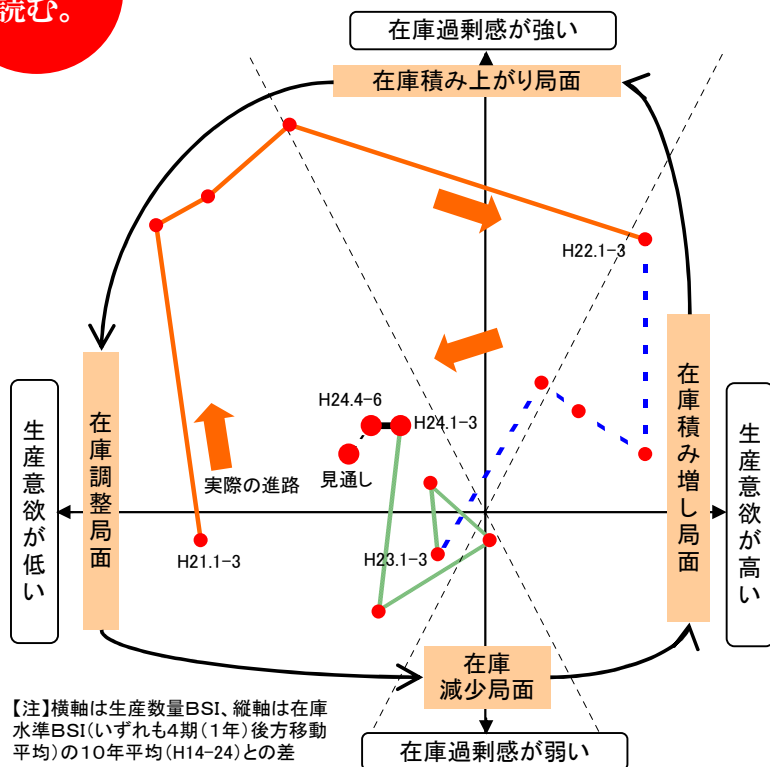 読む。
在庫過剰感が強い
在庫積み上がり局面
H22.1-3
在庫積み増し局面
生産意欲が高い
H24.4-6
H24.1-3
見通し
在庫調整局面
生産意欲が低い
実際の進路
H21.1-3
H23.1-3
在庫
減少局面
在庫過剰感が弱い
【注】横軸は生産数量BSI、縦軸は在庫
水準BSI(いずれも4期(1年)後方移動
平均)の10年平均(H14-24)との差